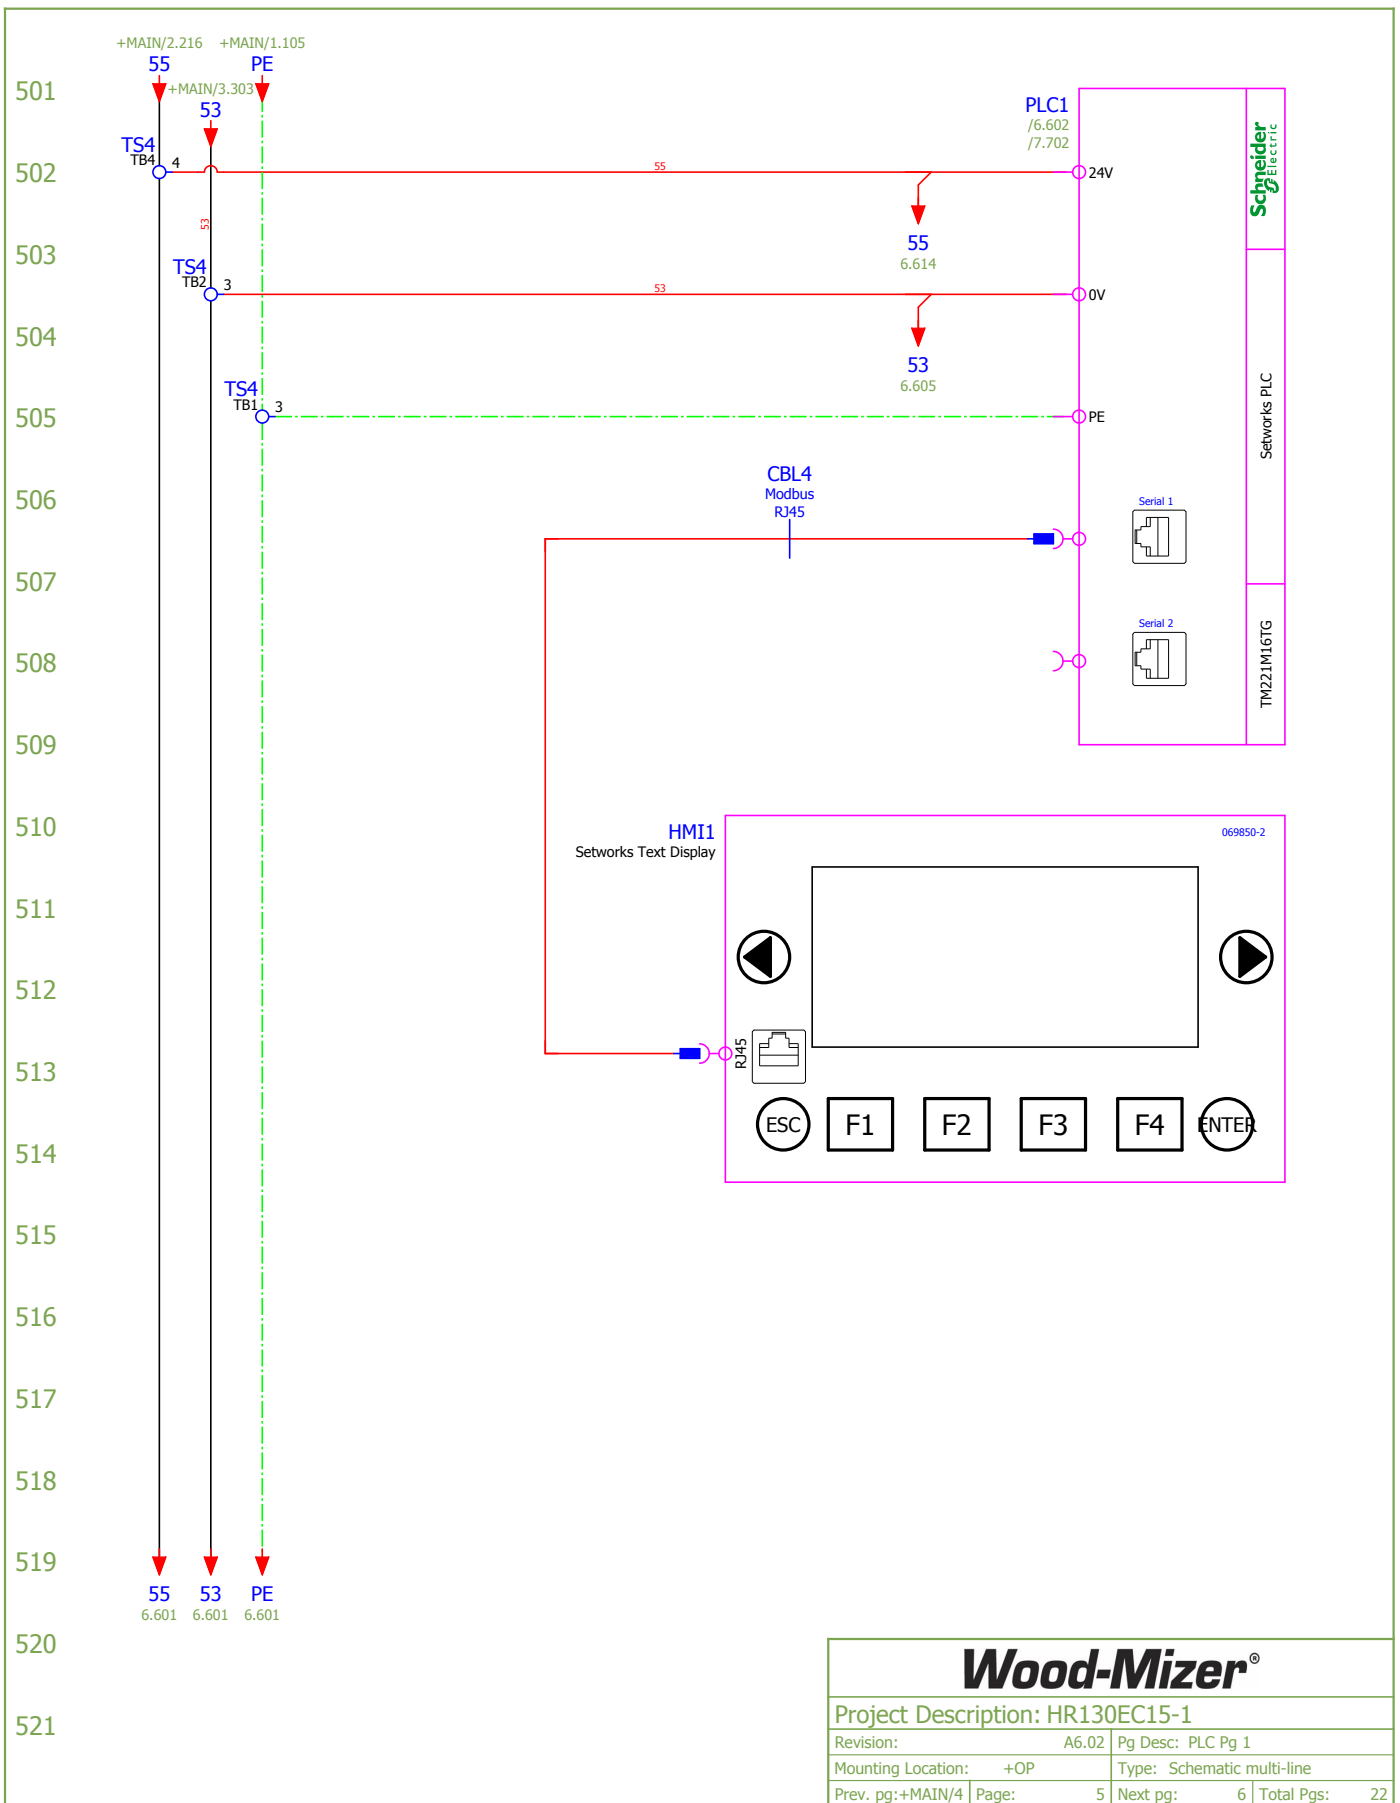 +MAIN/2.216 +MAIN/1.105
55 PE
501
+MAIN/3.303
53
PLC1
/6.602
/7.702
Schneider
Electric
TS4
TB4 4
502
55
24V
53
503
55
6.614
TS4
TB2 3
53
0V
504
53
6.605
Setworks PLC
TS4
TB1 3
505
PE
CBL4
Modbus
RJ45
506
Serial 1
507
Serial 2
508
TM221M16TG
509
510
HMI1
Setworks Text Display
069850-2
511
512
RJ45
513
ESC F1 F2 F3 F4 ENTER
514
515
516
517
518
519
55 53 PE
6.601 6.601 6.601
520
Wood-Mizer®
Project Description: HR130EC15-1
521
Revision: A6.02 Pg Desc: PLC Pg 1
Mounting Location: +OP Type: Schematic multi-line
Prev. pg:+MAIN/4 Page: 5 Next pg: 6 Total Pgs: 22